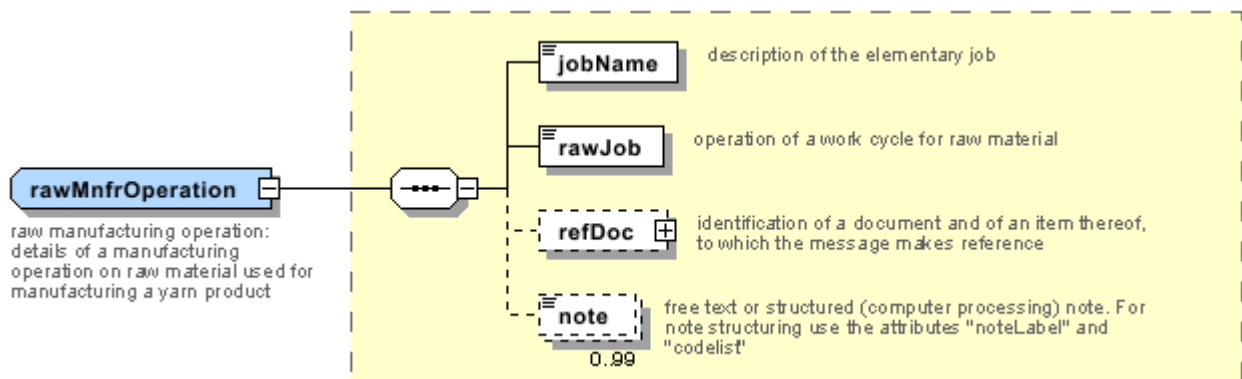 jobName
description of the elementary job
rawJob
operation of a work cycle for raw material
rawMnfrOperation
raw manufacturing operation:
details of a manufacturing
operation on raw material used for
manufacturing a yarn product
refDoc
identification of a document and of an item thereof,
to which the message makes reference
note
free text or structured (computer processing) note. For
note structuring use the attributes "noteLabel" and
"codelist"
0..99